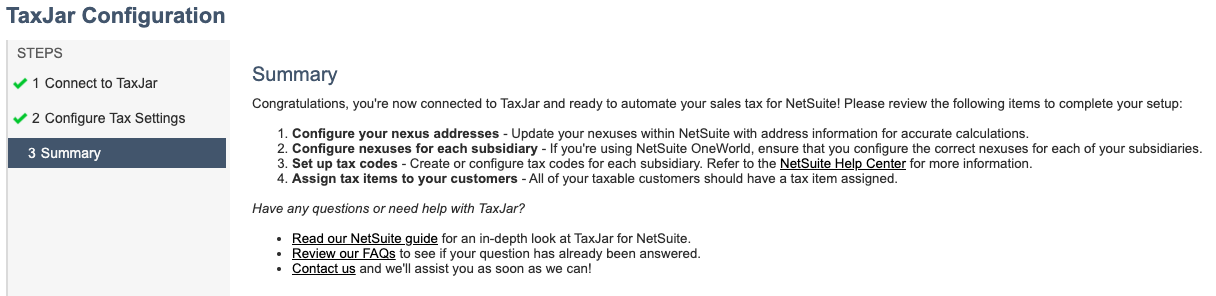 TaxJar Configuration
STEPS
1 Connect to TaxJar
2 Configure Tax Settings
3 Summary
Summary
Congratulations, you're now connected to TaxJar and ready to automate your sales tax for NetSuite! Please review the following items to complete your setup:
1. Configure your nexus addresses - Update your nexuses within NetSuite with address information for accurate calculations.
2. Configure nexuses for each subsidiary - If you're using NetSuite OneWorld, ensure that you configure the correct nexuses for each of your subsidiaries.
3. Set up tax codes - Create or configure tax codes for each subsidiary. Refer to the NetSuite Help Center for more information.
4. Assign tax items to your customers - All of your taxable customers should have a tax item assigned.
Have any questions or need help with TaxJar?
• Read our NetSuite guide for an in-depth look at TaxJar for NetSuite.
• Review our FAQs to see if your question has already been answered.
• Contact us and we'll assist you as soon as we can!